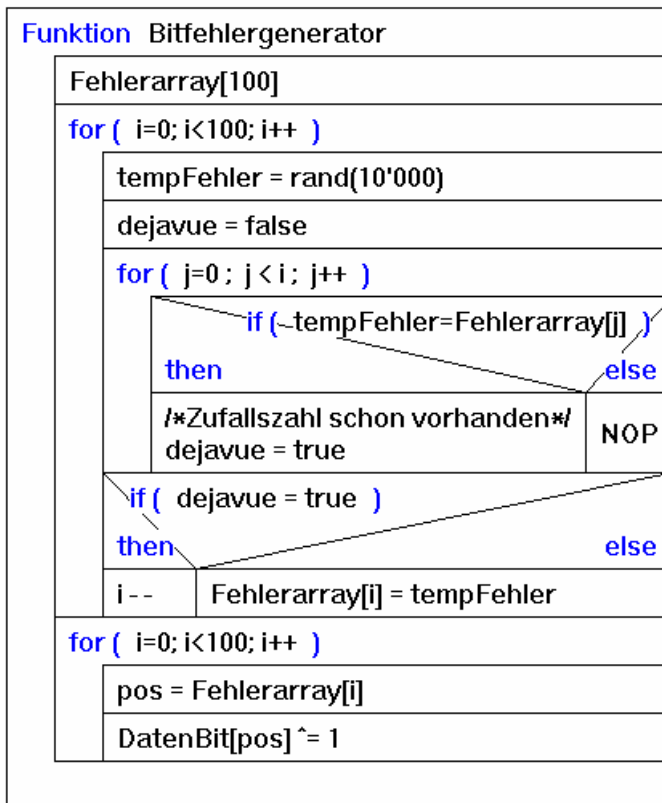 Funktion Bitfehlergenerator
Fehlerarray[100]
for ( i=0; i<100; i++ )
tempFehler = rand(10'000)
dejavue = false
for ( j=0 ; j < i ; j++ )
if ( tempFehler=Fehlerarray[j] )
then else
/*Zufallszahl schon vorhanden*/
dejavue = true
NOP
if ( dejavue = true )
then else
i-- Fehlerarray[i] = tempFehler
for ( i=0; i<100; i++ )
pos = Fehlerarray[i]
DatenBit[pos] ^= 1